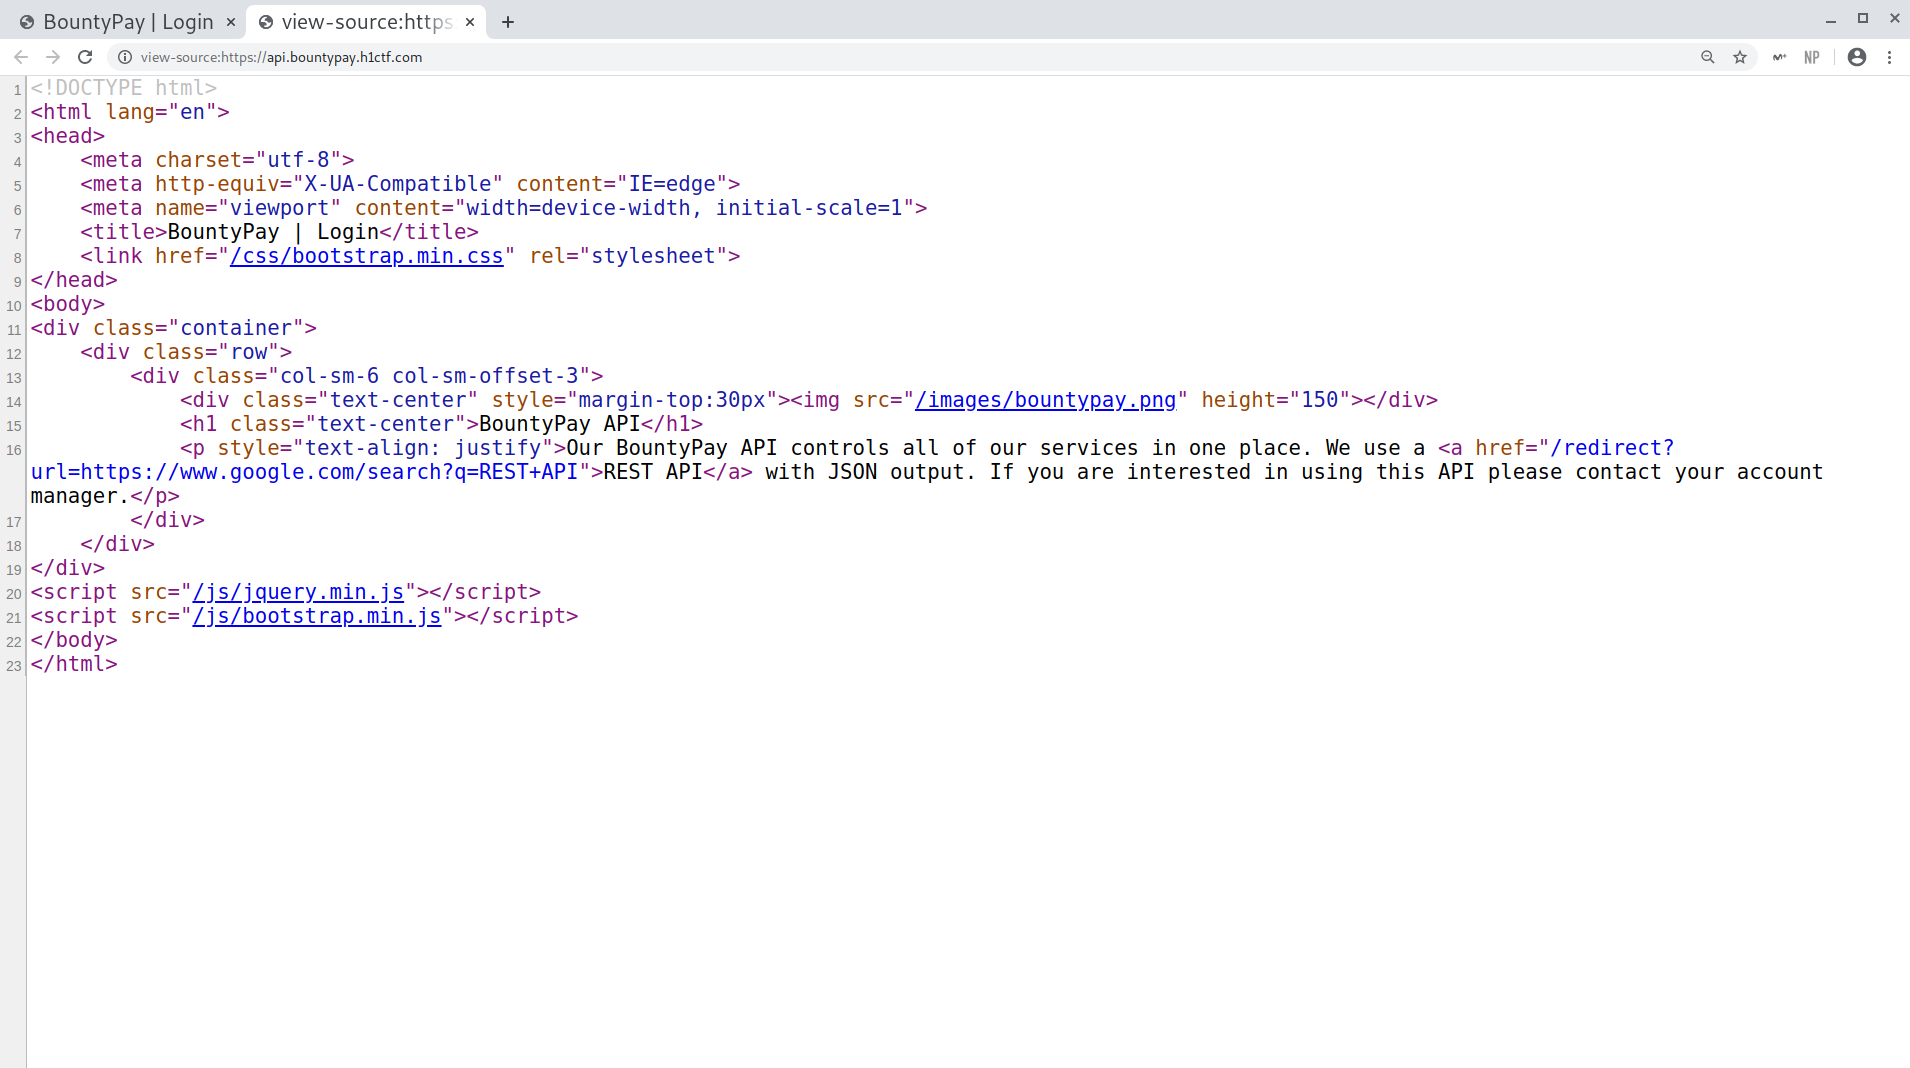 BountyPay | Login
view-source:https
view-source:https://api.bountypay.h1ctf.com
NP
1 <!DOCTYPE html>
2 <html lang="en">
3 <head>
4     <meta charset="utf-8">
5     <meta http-equiv="X-UA-Compatible" content="IE=edge">
6     <meta name="viewport" content="width=device-width, initial-scale=1">
7     <title>BountyPay | Login</title>
8     <link href="/css/bootstrap.min.css" rel="stylesheet">
9 </head>
10 <body>
11 <div class="container">
12     <div class="row">
13         <div class="col-sm-6 col-sm-offset-3">
14             <div class="text-center" style="margin-top:30px"><img src="/images/bountypay.png" height="150"></div>
15             <h1 class="text-center">BountyPay API</h1>
16             <p style="text-align: justify">Our BountyPay API controls all of our services in one place. We use a <a href="/redirect?
url=https://www.google.com/search?q=REST+API">REST API</a> with JSON output. If you are interested in using this API please contact your account
manager.</p>
17         </div>
18     </div>
19 </div>
20 <script src="/js/jquery.min.js"></script>
21 <script src="/js/bootstrap.min.js"></script>
22 </body>
23 </html>